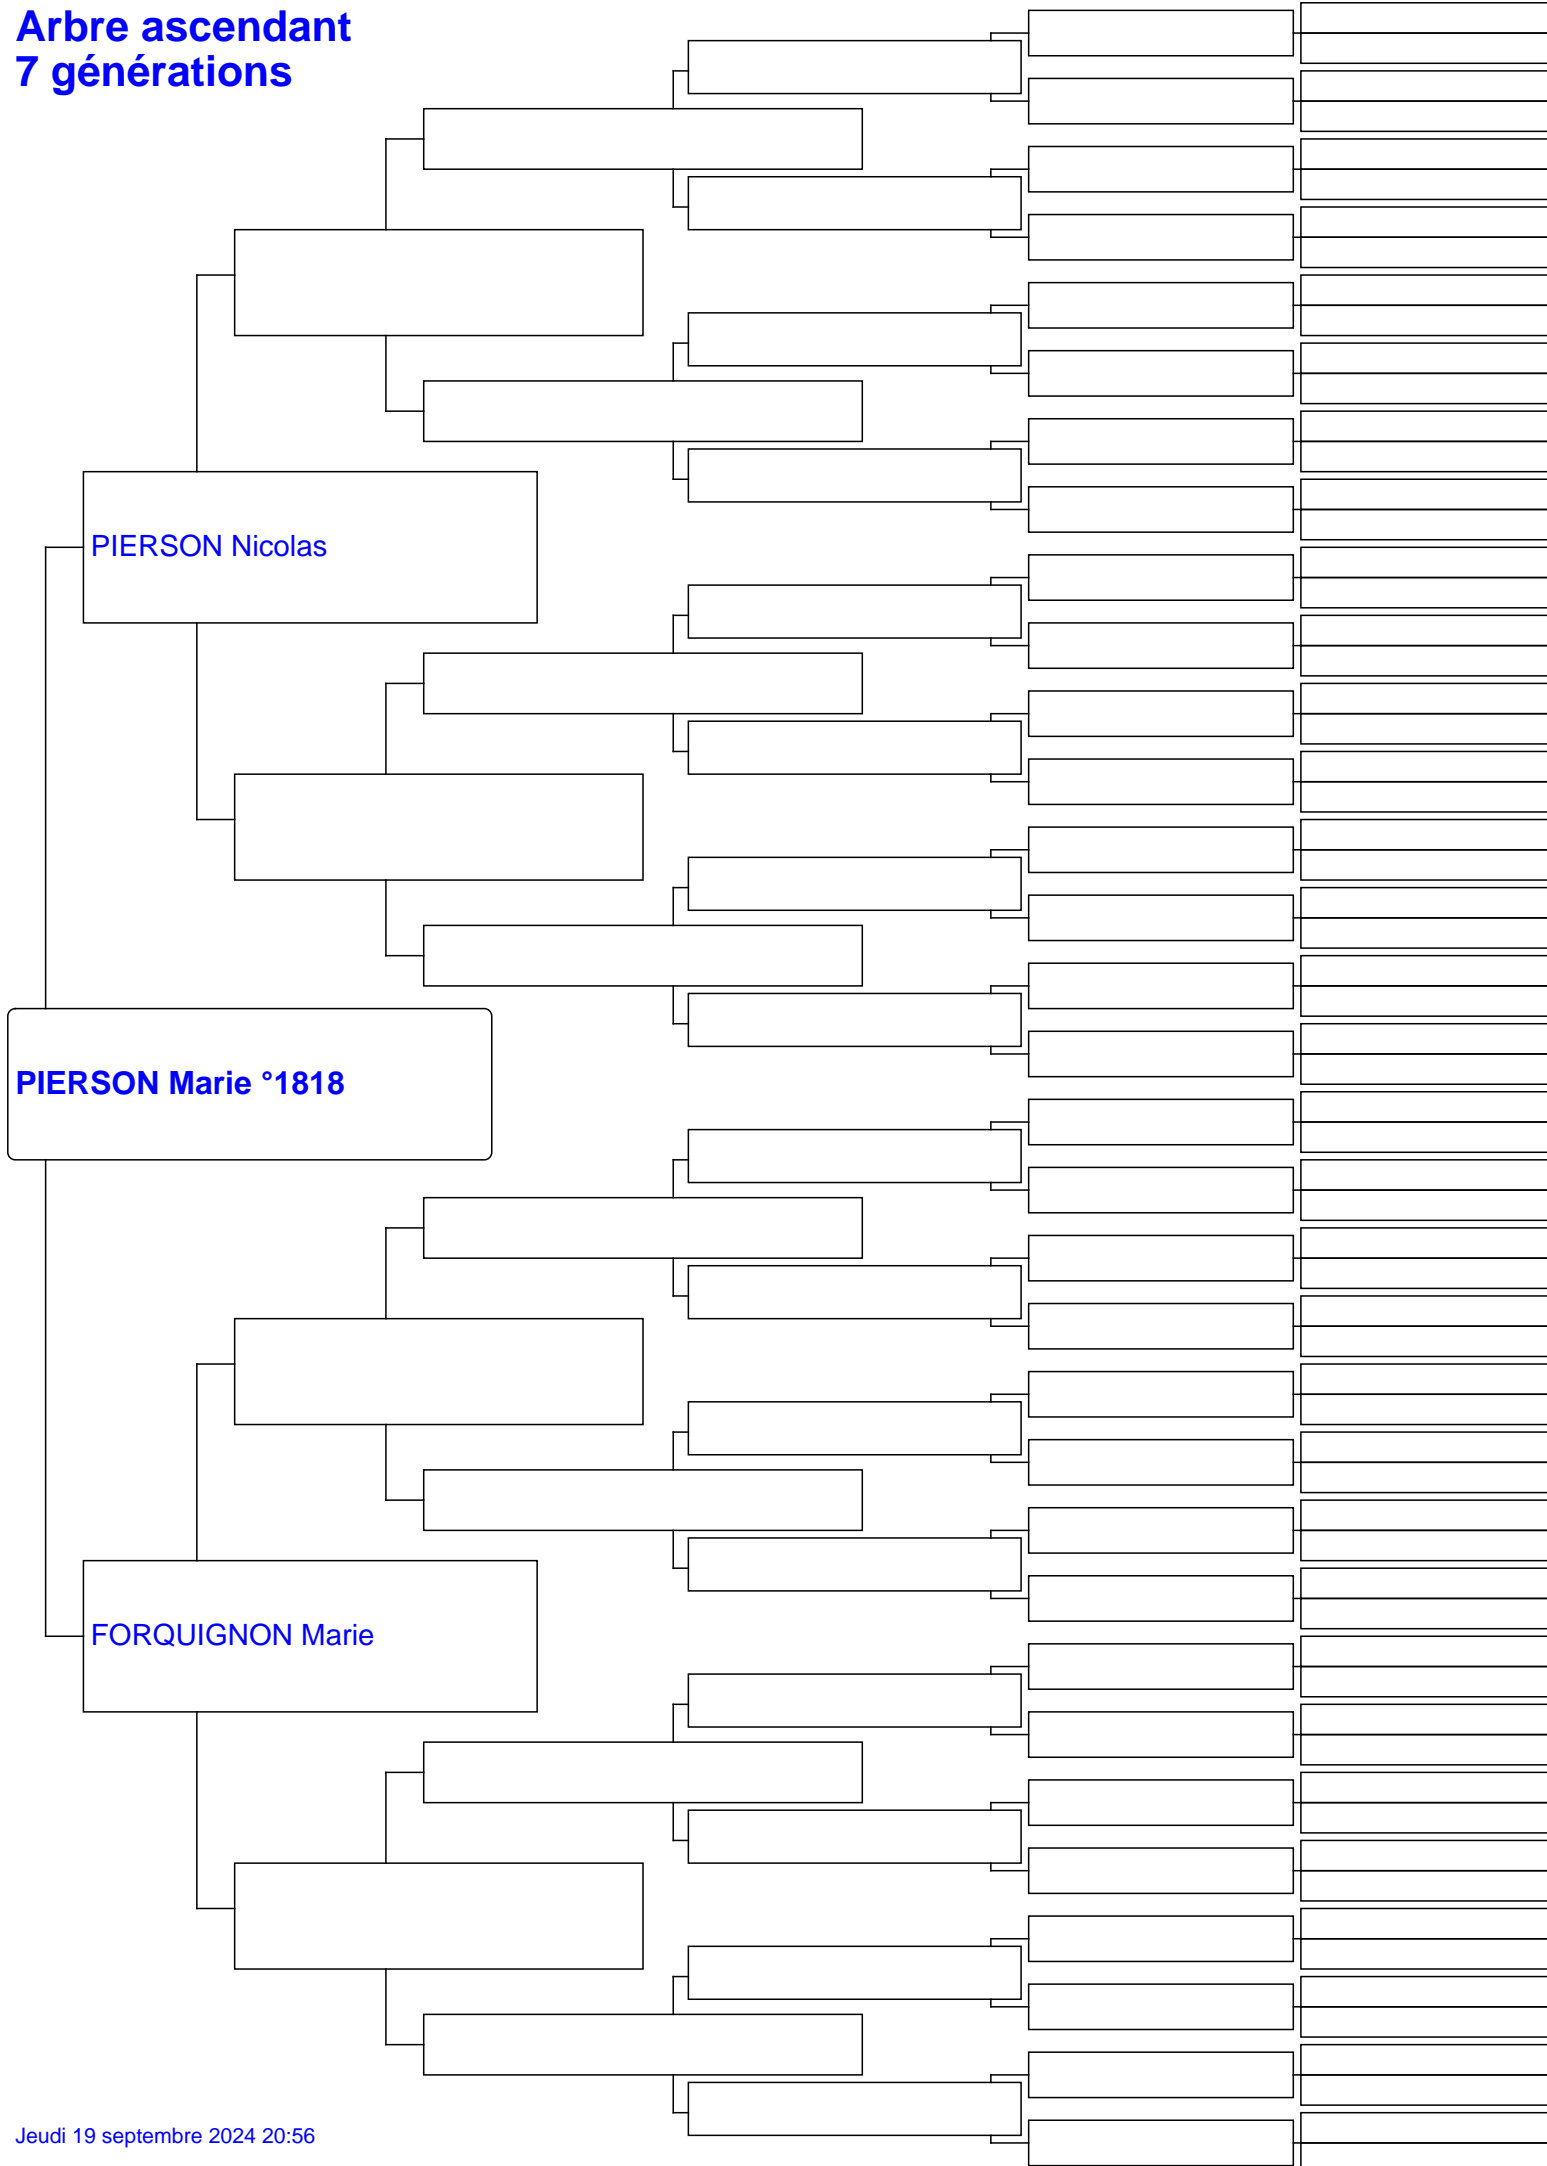 Arbre ascendant
7 générations
PIERSON Nicolas
PIERSON Marie °1818
FORQUIGNON Marie
Jeudi 19 septembre 2024 20:56